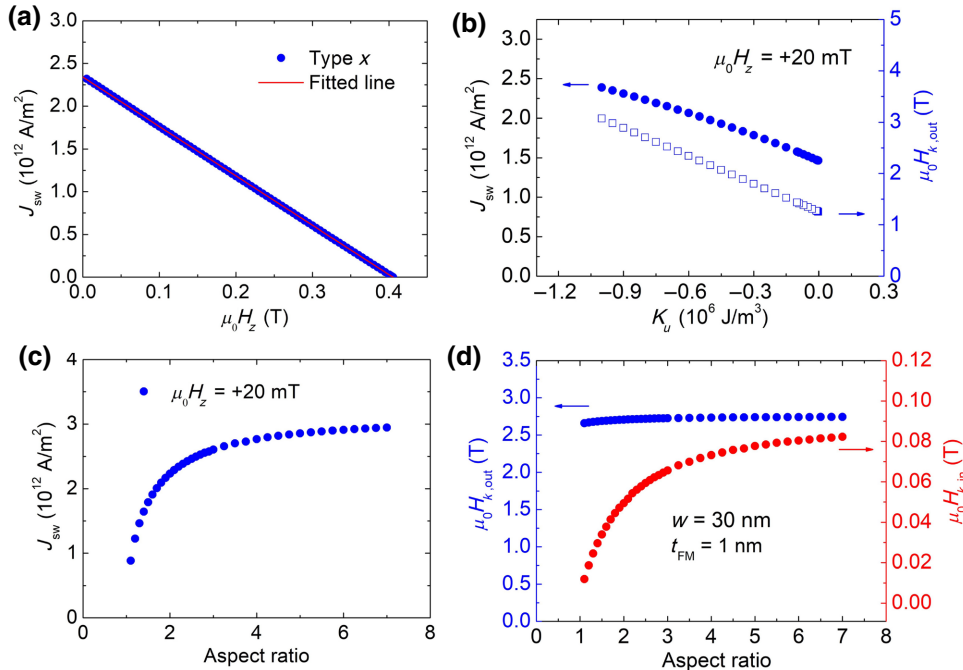 (a)
3.0
2.5
2.0
1.5
1.0
0.5
0.0
J_sw (10^12 A/m^2)
Type x
Fitted line
0.0 0.1 0.2 0.3 0.4
μ_0H_z (T)
(b)
3.0
2.5
2.0
1.5
1.0
0.5
0.0
J_sw (10^12 A/m^2)
μ_0H_z = +20 mT
5
4
3
2
1
0
μ_0H_k,out (T)
−1.2 −0.9 −0.6 −0.3 0.0 0.3
K_u (10^6 J/m^3)
(c)
4
3
2
1
0
J_sw (10^12 A/m^2)
μ_0H_z = +20 mT
0 2 4 6 8
Aspect ratio
(d)
3.5
3.0
2.5
2.0
1.5
1.0
0.5
0.0
μ_0H_k,out (T)
w = 30 nm
t_FM = 1 nm
0.12
0.10
0.08
0.06
0.04
0.02
0.00
μ_0H_k,in (T)
0 1 2 3 4 5 6 7 8
Aspect ratio